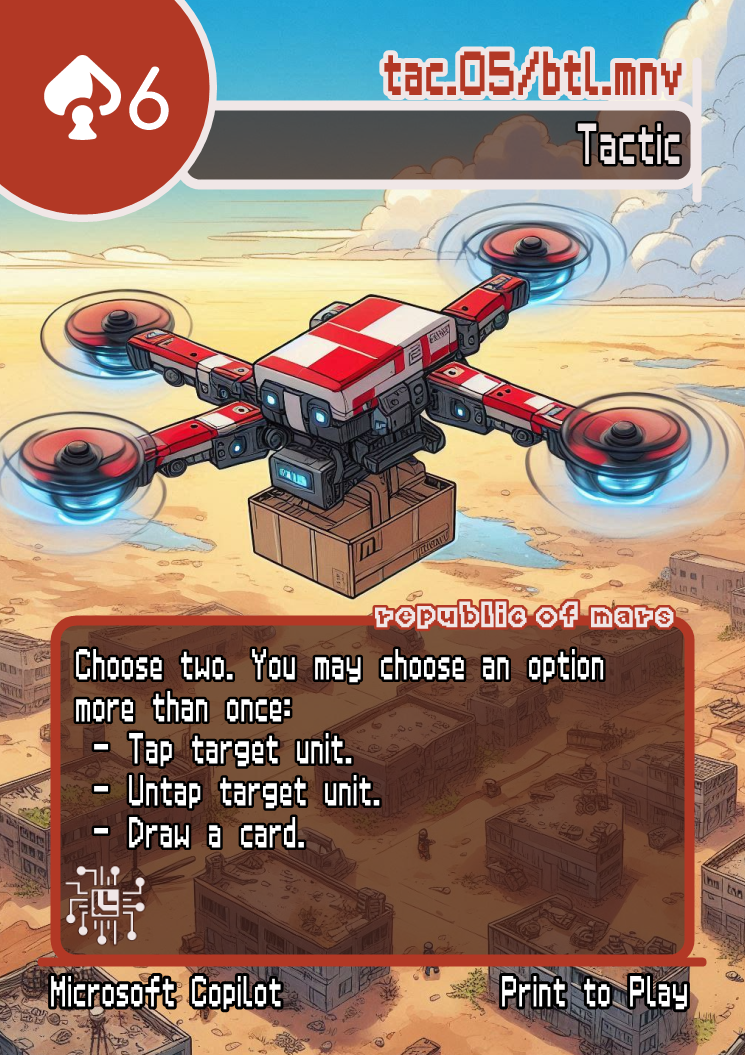 6
tac.05/btl.mnv
Tactic
republic of mars
Choose two. You may choose an option
more than once:
- Tap target unit.
- Untap target unit.
- Draw a card.
Microsoft Copilot
Print to Play